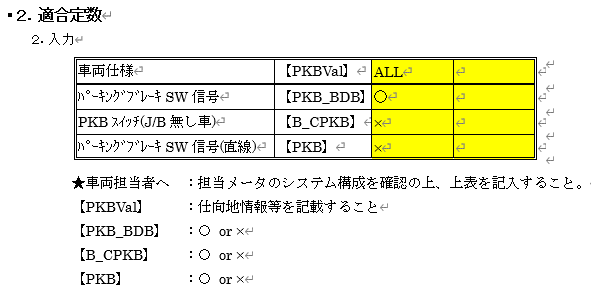 ▪２．適合定数
２．入力
車両仕様 【PKBVal】 ALL
ﾊﾟｰｷﾝｸﾞﾌﾞﾚｰｷ SW 信号 【PKB_BDB】 ○
PKB ｽｲｯﾁ(J/B 無し車) 【B_CPKB】 ×
ﾊﾟｰｷﾝｸﾞﾌﾞﾚｰｷ SW 信号(直線) 【PKB】 ×
★車両担当者へ ：担当メータのシステム構成を確認の上、上表を記入すること。
【PKBVal】 ：仕向地情報等を記載すること
【PKB_BDB】 ：○ or ×
【B_CPKB】 ：○ or ×
【PKB】 ：○ or ×